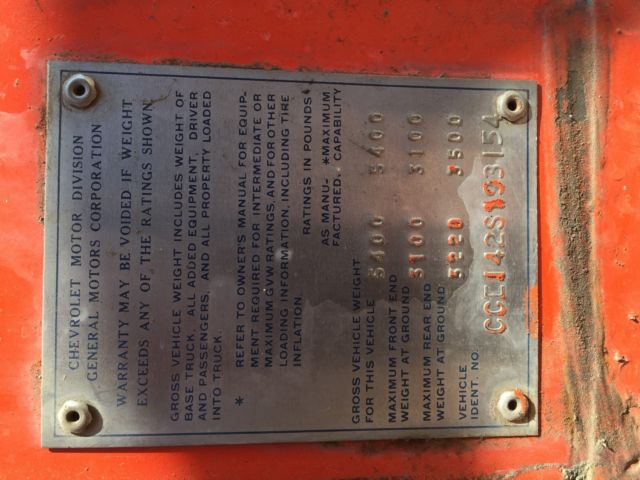 CHEVROLET MOTOR DIVISION
GENERAL MOTORS CORPORATION
WARRANTY MAY BE VOIDED IF WEIGHT
EXCEEDS ANY OF THE RATINGS SHOWN
GROSS VEHICLE WEIGHT INCLUDES WEIGHT OF
BASE TRUCK, ALL ADDED EQUIPMENT, DRIVER
AND PASSENGERS, AND ALL PROPERTY LOADED
INTO TRUCK.
* REFER TO OWNER'S MANUAL FOR EQUIP-
MENT REQUIRED FOR INTERMEDIATE OR
MAXIMUM GVW RATINGS, AND FOR OTHER
LOADING INFORMATION, INCLUDING TIRE
INFLATION.
RATINGS IN POUNDS
AS MANU- *MAXIMUM
FACTURED. CAPABILITY
GROSS VEHICLE WEIGHT
FOR THIS VEHICLE 5400 5400
MAXIMUM FRONT END
WEIGHT AT GROUND 3100 3100
MAXIMUM REAR END
WEIGHT AT GROUND 3220 3500
VEHICLE
IDENT. NO. CCE142S193154